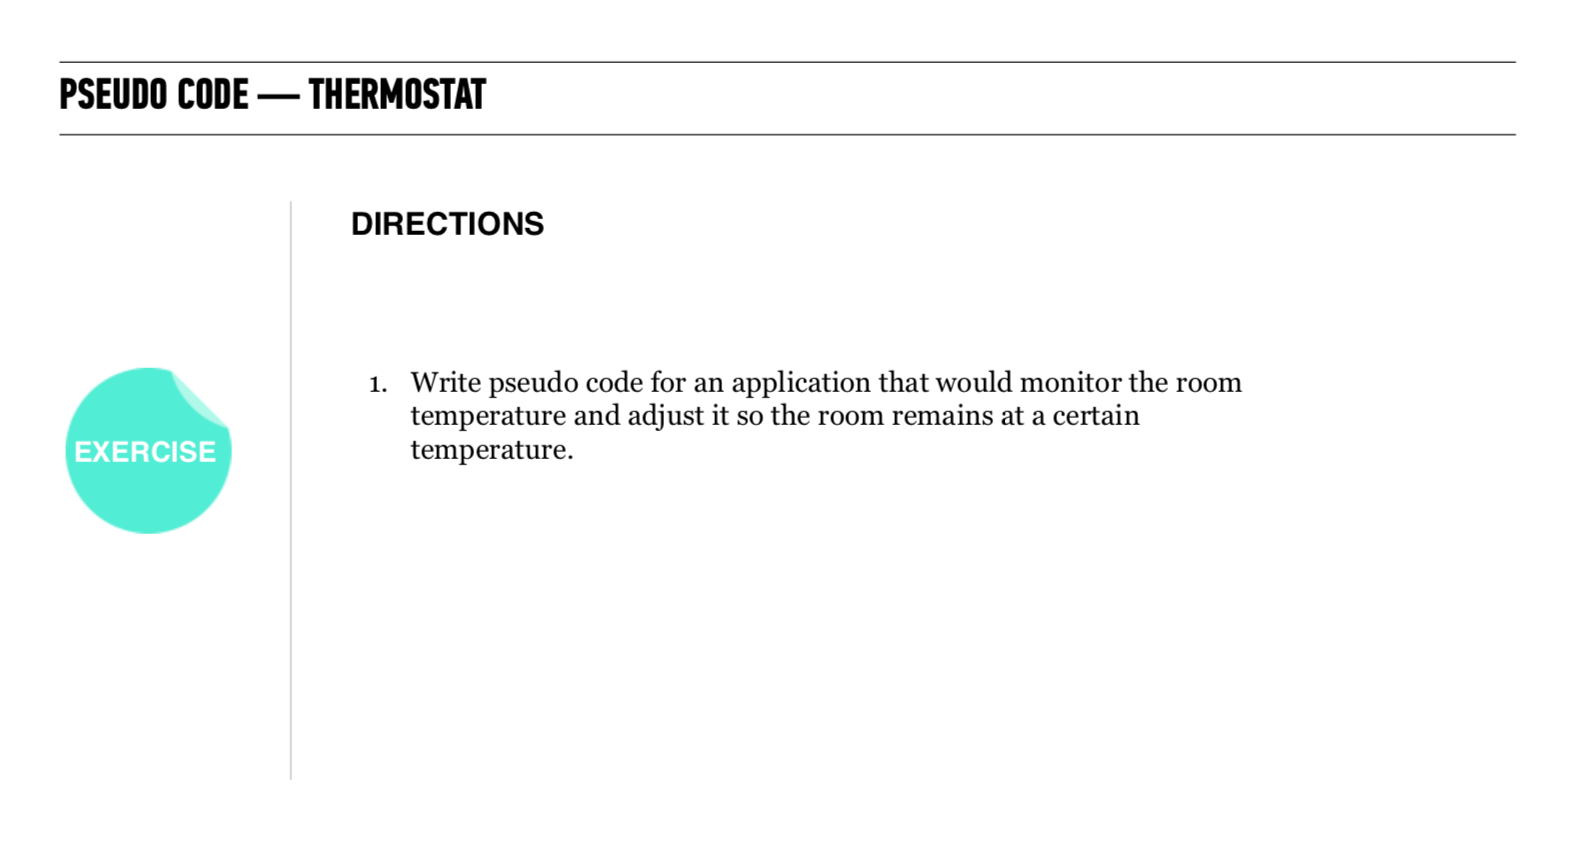 PSEUDO CODE — THERMOSTAT
DIRECTIONS
1. Write pseudo code for an application that would monitor the room
temperature and adjust it so the room remains at a certain
temperature.
EXERCISE